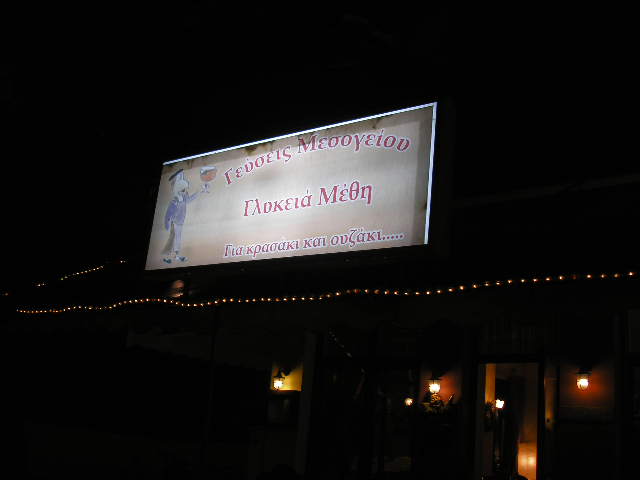 Γεύσεις Μεσογείου
Γλυκειά Μέθη
Για κρασάκι και ουζάκι.....